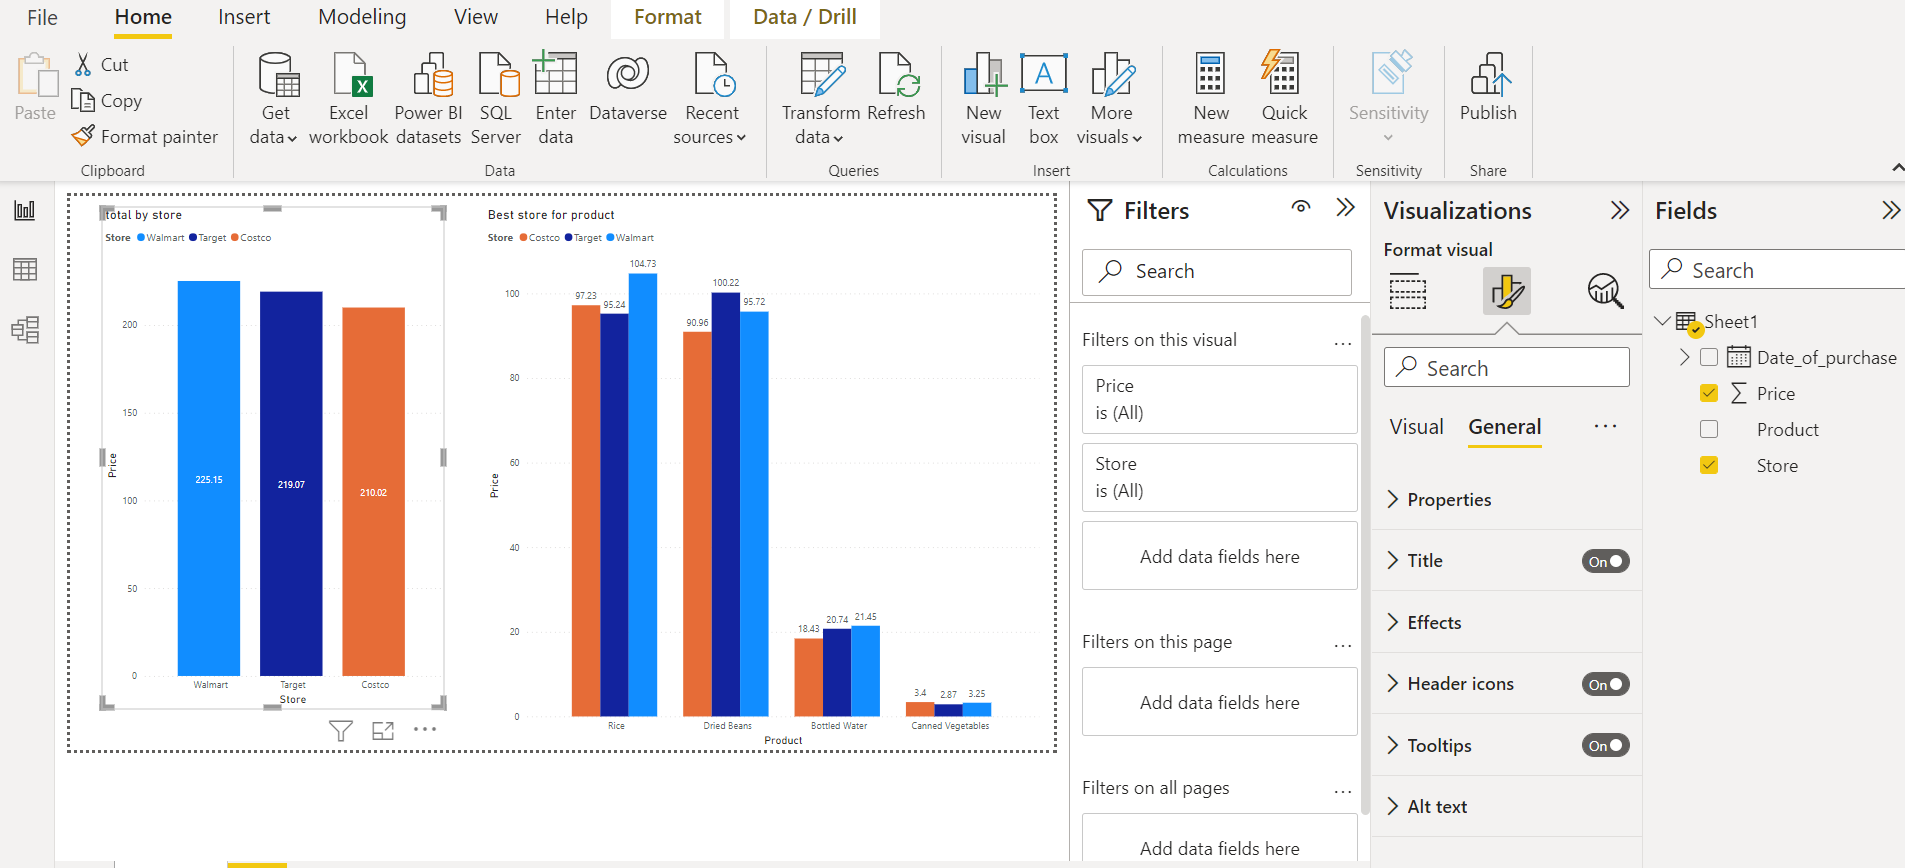 File Home Insert Modeling View Help Format Data / Drill
Paste
Cut
Copy
Format painter
Clipboard
Get data
Excel workbook
Power BI datasets
SQL Server
Enter data
Dataverse
Recent sources
Data
Transform data
Refresh
Queries
New visual
Text box
More visuals
Insert
New measure
Quick measure
Calculations
Sensitivity
Sensitivity
Publish
Share
total by store
Store Walmart Target Costco
200
150
100
50
0
Price
225.15
219.07
210.02
Walmart Target Costco
Store
Best store for product
Store Costco Target Walmart
100
80
60
40
20
0
Price
97.23 95.24 104.73
90.96 100.22 95.72
18.43 20.74 21.45
3.4 2.87 3.25
Rice Dried Beans Bottled Water Canned Vegetables
Product
Filters
Search
Filters on this visual ...
Price
is (All)
Store
is (All)
Add data fields here
Filters on this page ...
Add data fields here
Filters on all pages ...
Add data fields here
Visualizations
Format visual
Search
Visual General ...
Properties
Title On
Effects
Header icons On
Tooltips On
Alt text
Fields
Search
Sheet1
Date_of_purchase
Price
Product
Store